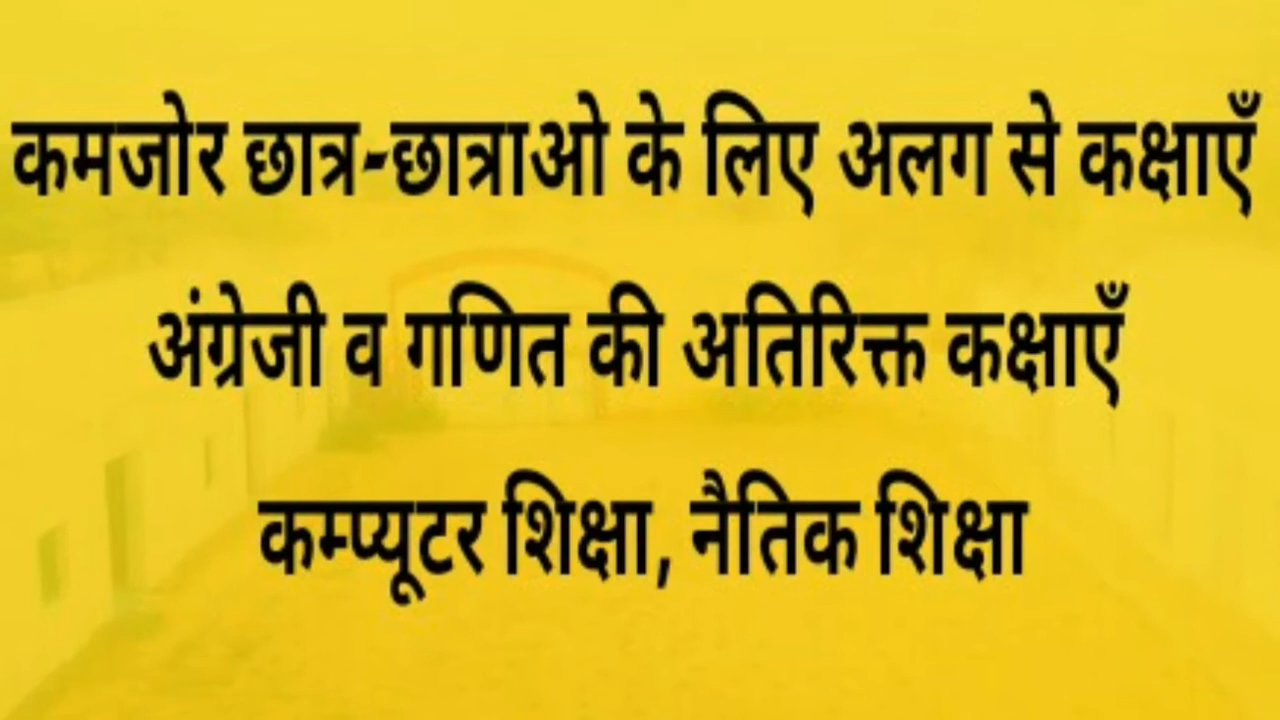 कमजोर छात्र-छात्राओ के लिए अलग से कक्षाएँ
अंग्रेजी व गणित की अतिरिक्त कक्षाएँ
कम्प्यूटर शिक्षा, नैतिक शिक्षा